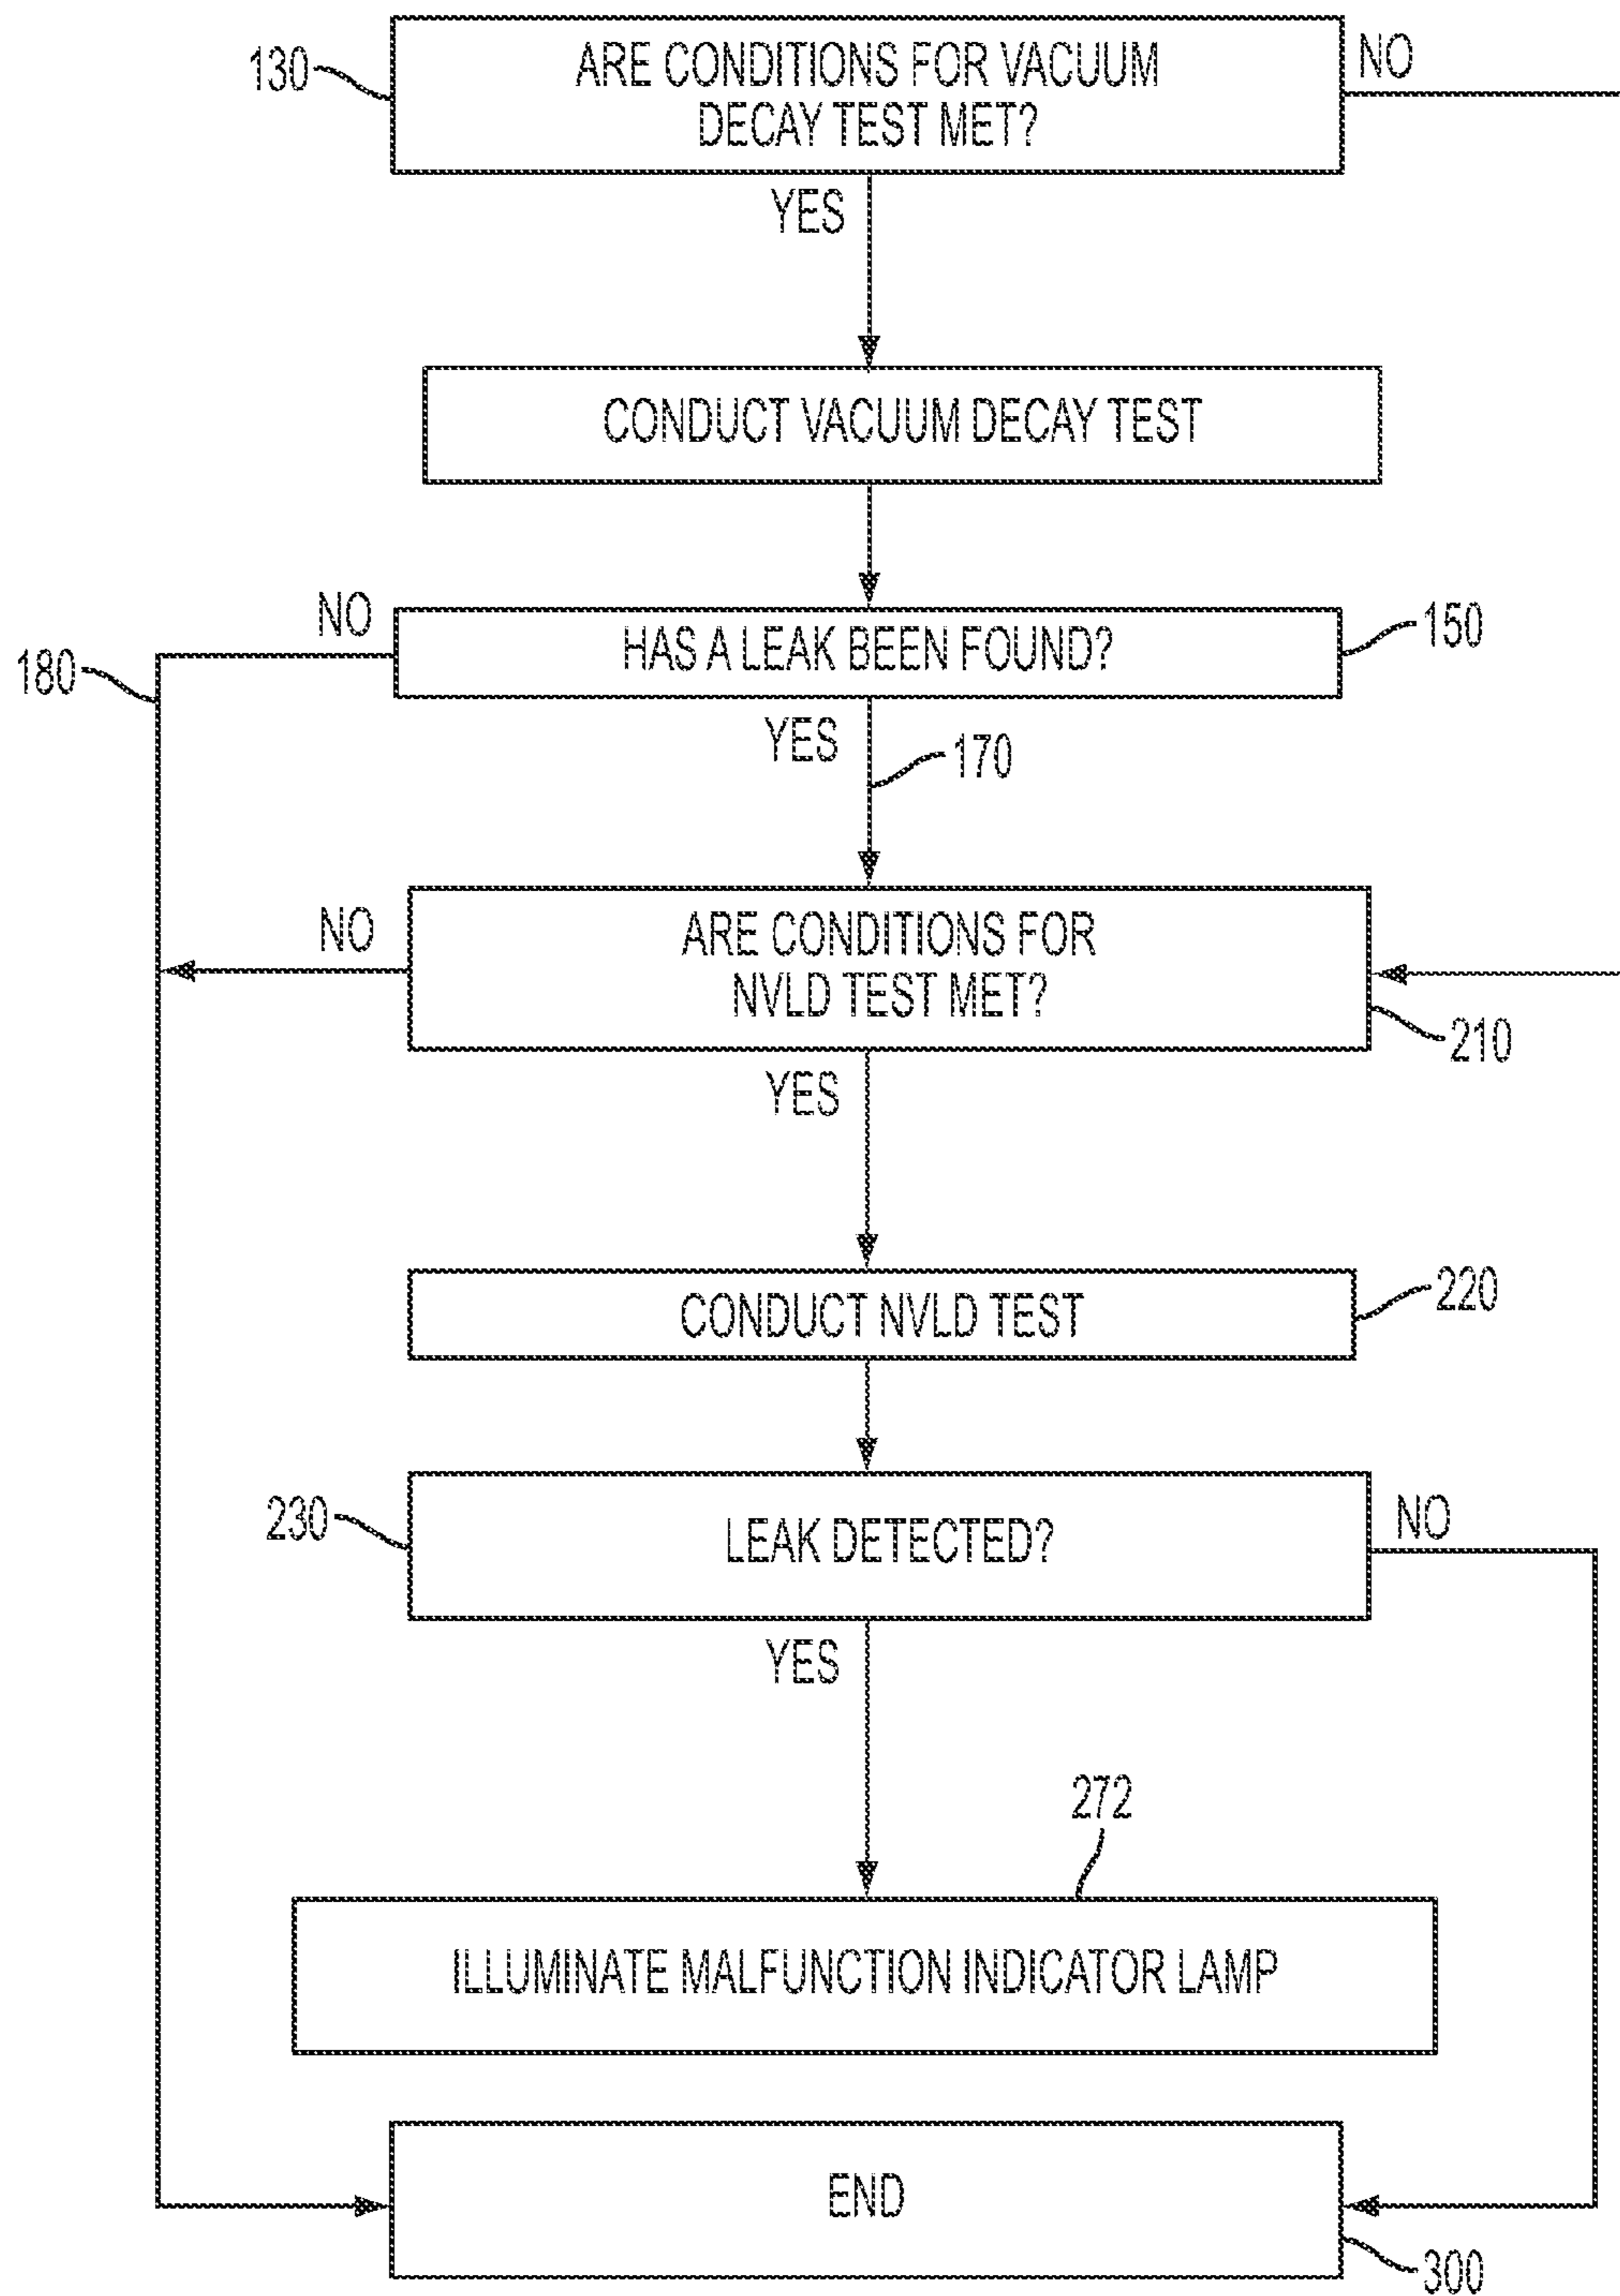 130
ARE CONDITIONS FOR VACUUM
DECAY TEST MET?
NO
YES
CONDUCT VACUUM DECAY TEST
NO
HAS A LEAK BEEN FOUND?
150
180
YES
170
NO
ARE CONDITIONS FOR
NVLD TEST MET?
210
YES
CONDUCT NVLD TEST
220
230
LEAK DETECTED?
NO
YES
272
ILLUMINATE MALFUNCTION INDICATOR LAMP
END
300